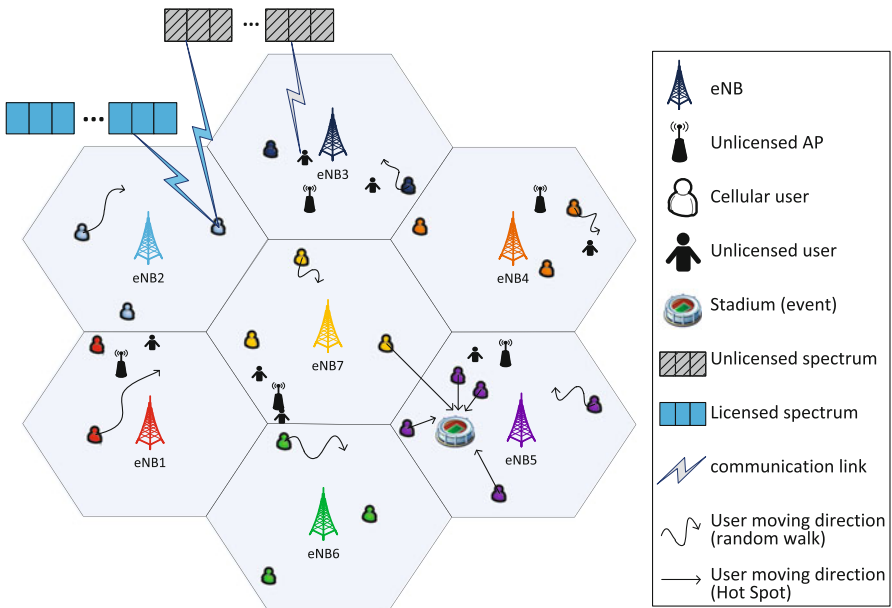 ...
...
eNB3
eNB2
eNB4
eNB7
eNB1
eNB5
eNB6
eNB
Unlicensed AP
Cellular user
Unlicensed user
Stadium (event)
Unlicensed spectrum
Licensed spectrum
communication link
User moving direction
(random walk)
User moving direction
(Hot Spot)